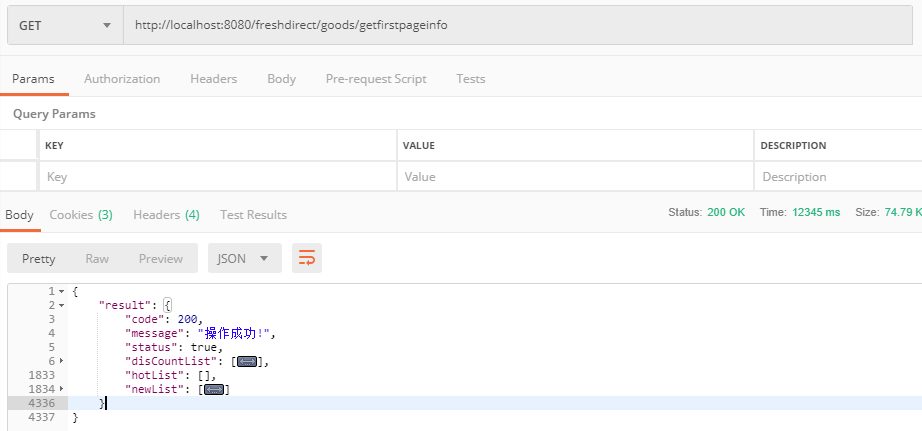 GET http://localhost:8080/freshdirect/goods/getfirstpageinfo
Params Authorization Headers Body Pre-request Script Tests
Query Params
KEY VALUE DESCRIPTION
Key Value Description
Body Cookies (3) Headers (4) Test Results Status: 200 OK Time: 12345 ms Size: 74.79 K
Pretty Raw Preview JSON
1 {
2 "result": {
3 "code": 200,
4 "message": "操作成功!",
5 "status": true,
6 "disCountList": [],
1833 "hotList": [],
1834 "newList": []
4336 }
4337 }